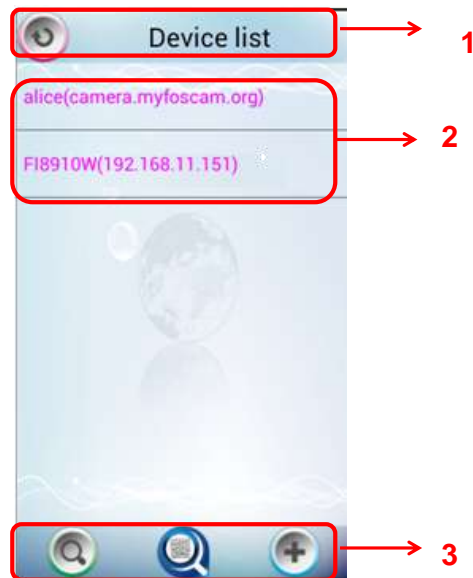 Device list
1
alice(camera.myfoscam.org)
2
FI8910W(192.168.11.151)
3